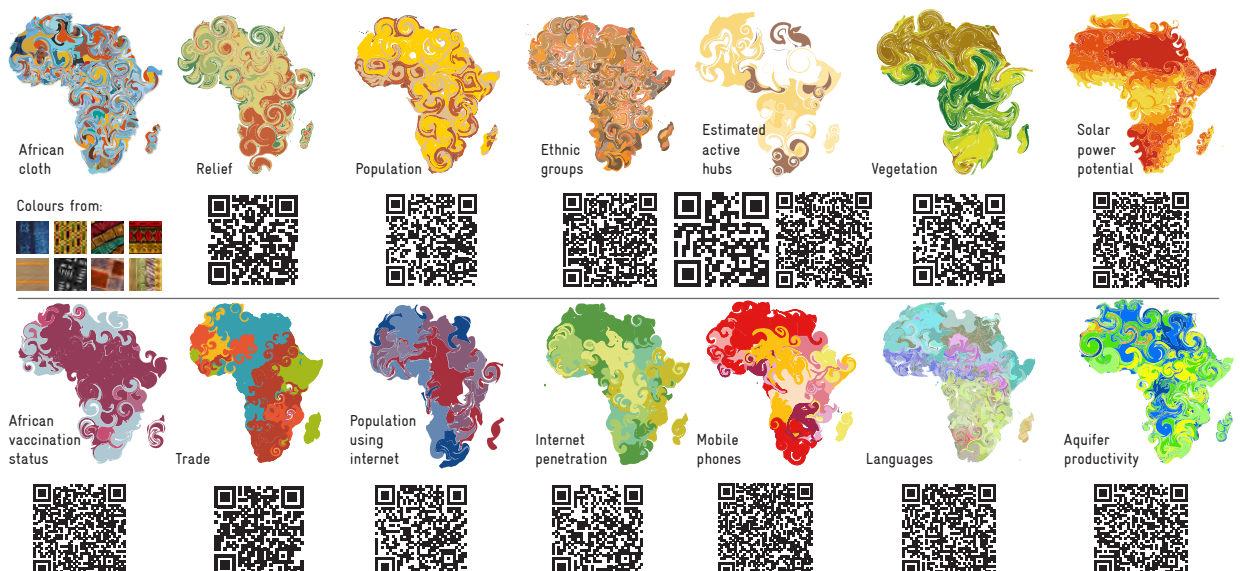 African
cloth
Relief
Population
Ethnic
groups
Estimated
active
hubs
Vegetation
Solar
power
potential
Colours from:
African
vaccination
status
Trade
Population
using
internet
Internet
penetration
Mobile
phones
Languages
Aquifer
productivity